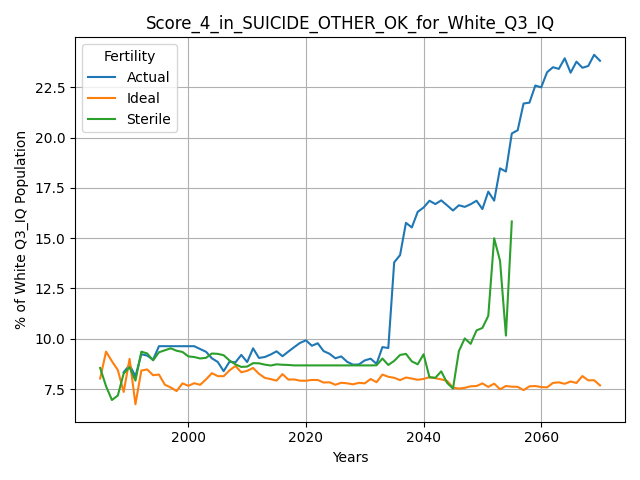 Score_4_in_SUICIDE_OTHER_OK_for_White_Q3_IQ
Fertility
Actual
Ideal
Sterile
% of White Q3_IQ Population
22.5
20.0
17.5
15.0
12.5
10.0
7.5
2000
2020
2040
2060
Years